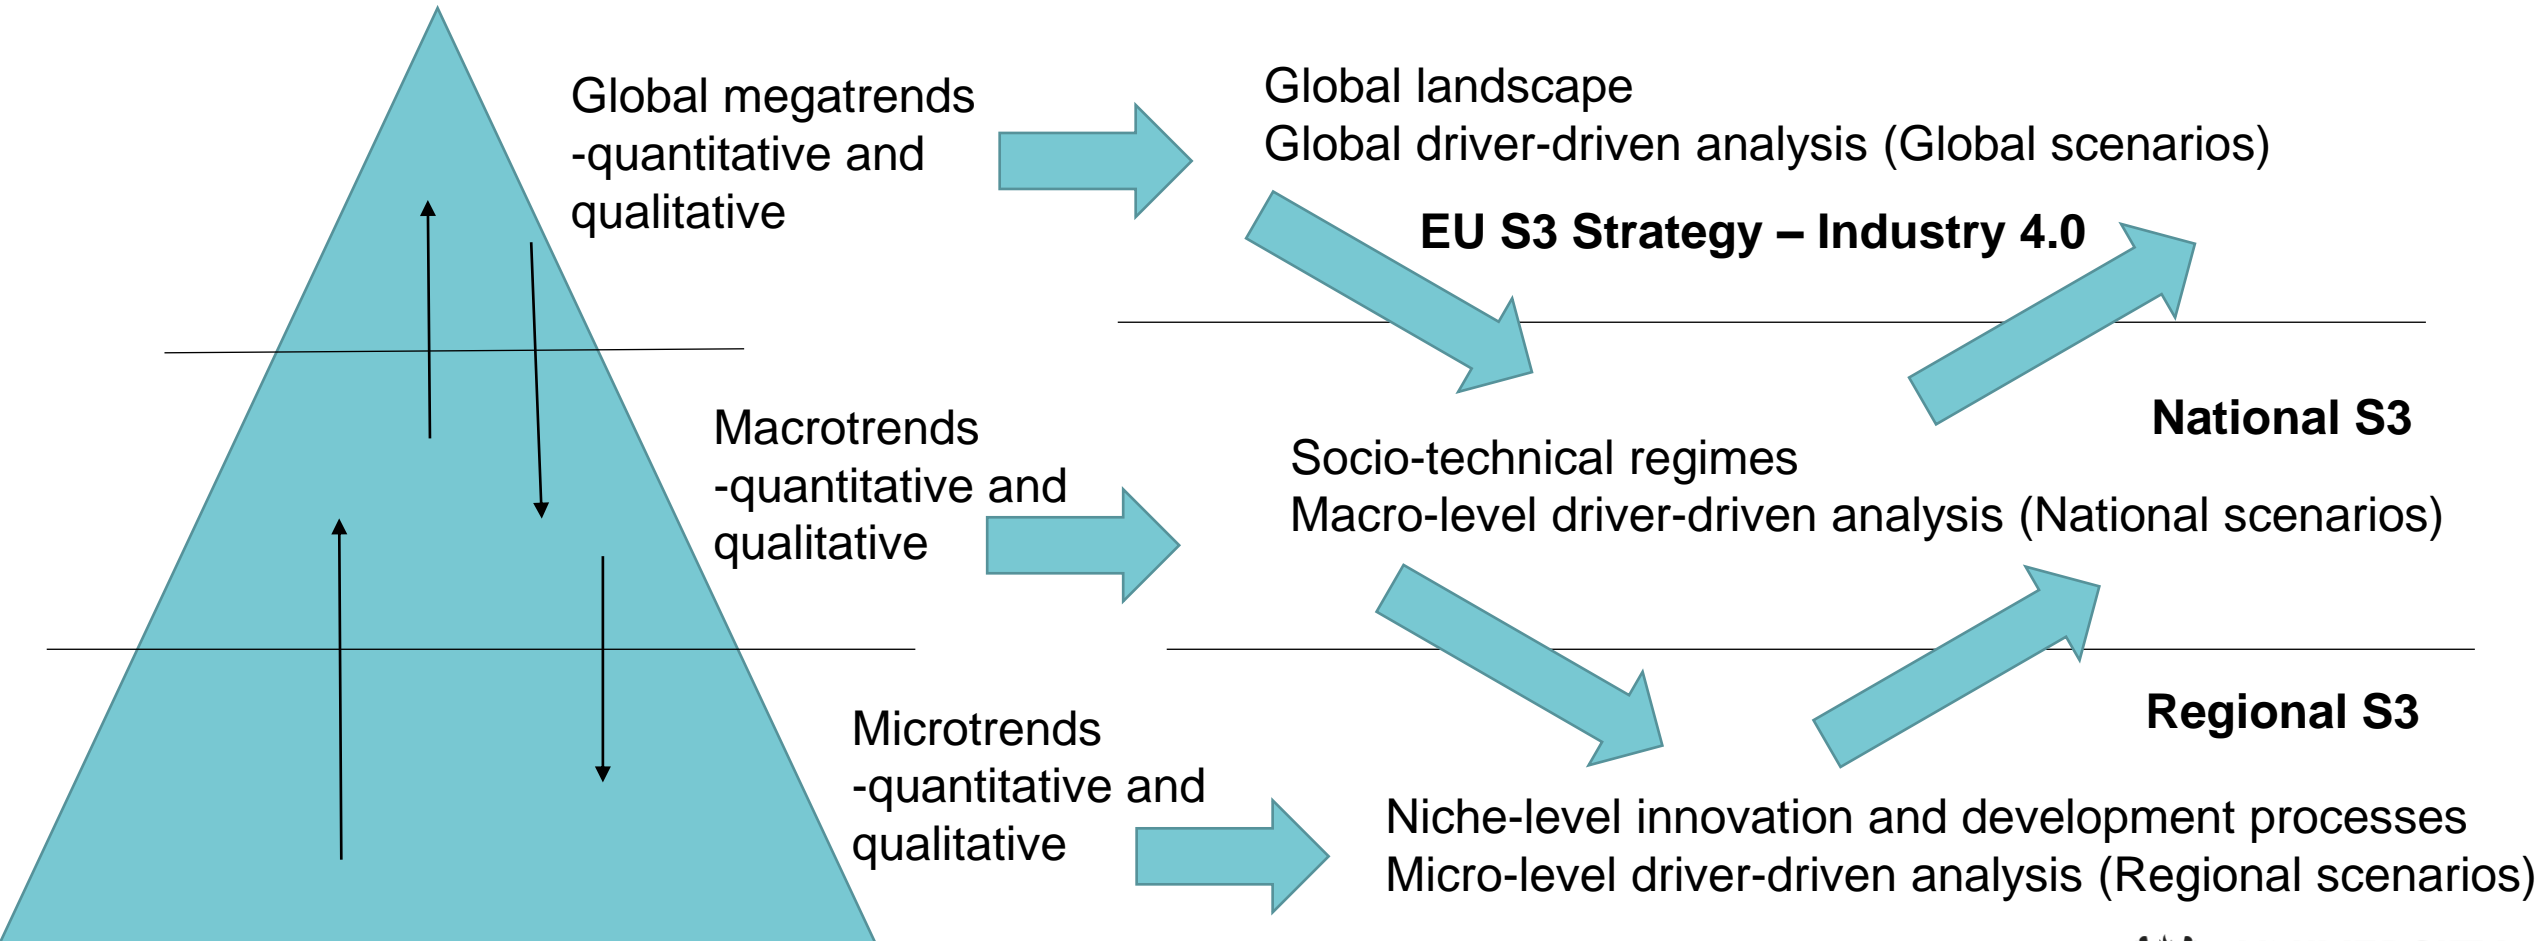 Global megatrends
-quantitative and
qualitative
Global landscape
Global driver-driven analysis (Global scenarios)
EU S3 Strategy – Industry 4.0
Macrotrends
-quantitative and
qualitative
National S3
Socio-technical regimes
Macro-level driver-driven analysis (National scenarios)
Microtrends
-quantitative and
qualitative
Regional S3
Niche-level innovation and development processes
Micro-level driver-driven analysis (Regional scenarios)